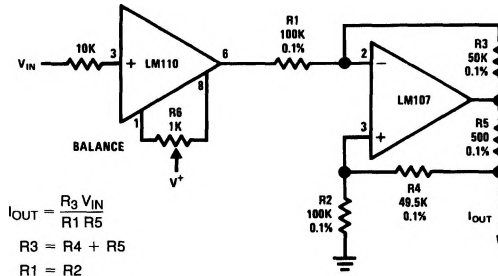 V_IN
10K
3
+
LM110
6
8
1
R6
1K
BALANCE
V+
R1
100K
0.1%
2
−
LM107
3
+
R3
50K
0.1%
R5
500
0.1%
R4
49.5K
0.1%
R2
100K
0.1%
I_OUT
I_OUT = R3 V_IN / R1 R5
R3 = R4 + R5
R1 = R2